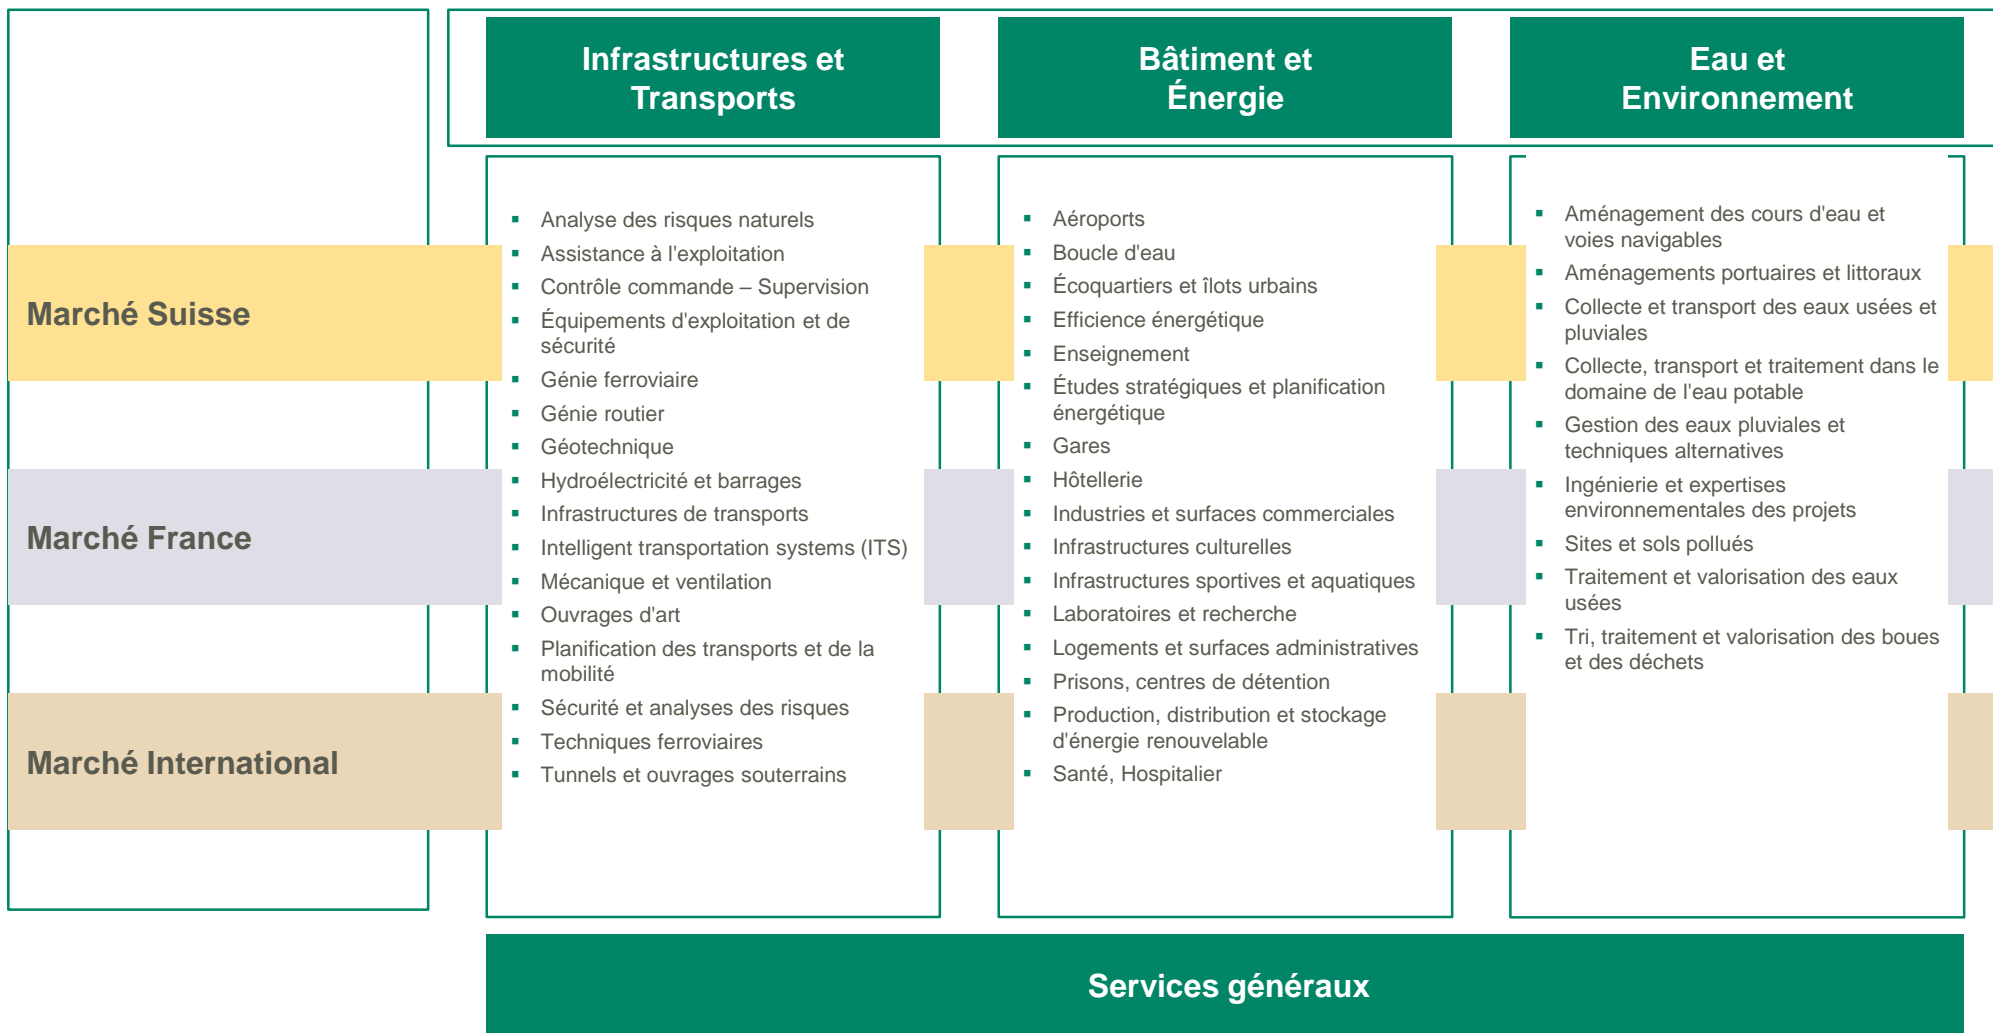 Infrastructures et
Transports
Bâtiment et
Énergie
Eau et
Environnement
Marché Suisse
Marché France
Marché International
▪ Analyse des risques naturels
▪ Assistance à l'exploitation
▪ Contrôle commande – Supervision
▪ Équipements d'exploitation et de
sécurité
▪ Génie ferroviaire
▪ Génie routier
▪ Géotechnique
▪ Hydroélectricité et barrages
▪ Infrastructures de transports
▪ Intelligent transportation systems (ITS)
▪ Mécanique et ventilation
▪ Ouvrages d'art
▪ Planification des transports et de la
mobilité
▪ Sécurité et analyses des risques
▪ Techniques ferroviaires
▪ Tunnels et ouvrages souterrains
▪ Aéroports
▪ Boucle d'eau
▪ Écoquartiers et îlots urbains
▪ Efficience énergétique
▪ Enseignement
▪ Études stratégiques et planification
énergétique
▪ Gares
▪ Hôtellerie
▪ Industries et surfaces commerciales
▪ Infrastructures culturelles
▪ Infrastructures sportives et aquatiques
▪ Laboratoires et recherche
▪ Logements et surfaces administratives
▪ Prisons, centres de détention
▪ Production, distribution et stockage
d'énergie renouvelable
▪ Santé, Hospitalier
▪ Aménagement des cours d'eau et
voies navigables
▪ Aménagements portuaires et littoraux
▪ Collecte et transport des eaux usées et
pluviales
▪ Collecte, transport et traitement dans le
domaine de l'eau potable
▪ Gestion des eaux pluviales et
techniques alternatives
▪ Ingénierie et expertises
environnementales des projets
▪ Sites et sols pollués
▪ Traitement et valorisation des eaux
usées
▪ Tri, traitement et valorisation des boues
et des déchets
Services généraux